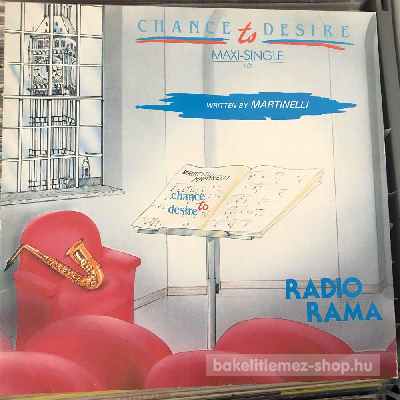 CHANCE to DESIRE
MAXI-SINGLE
WRITTEN BY MARTINELLI
chance
to
desire
RADIO
RAMA
bakelitlemez-shop.hu